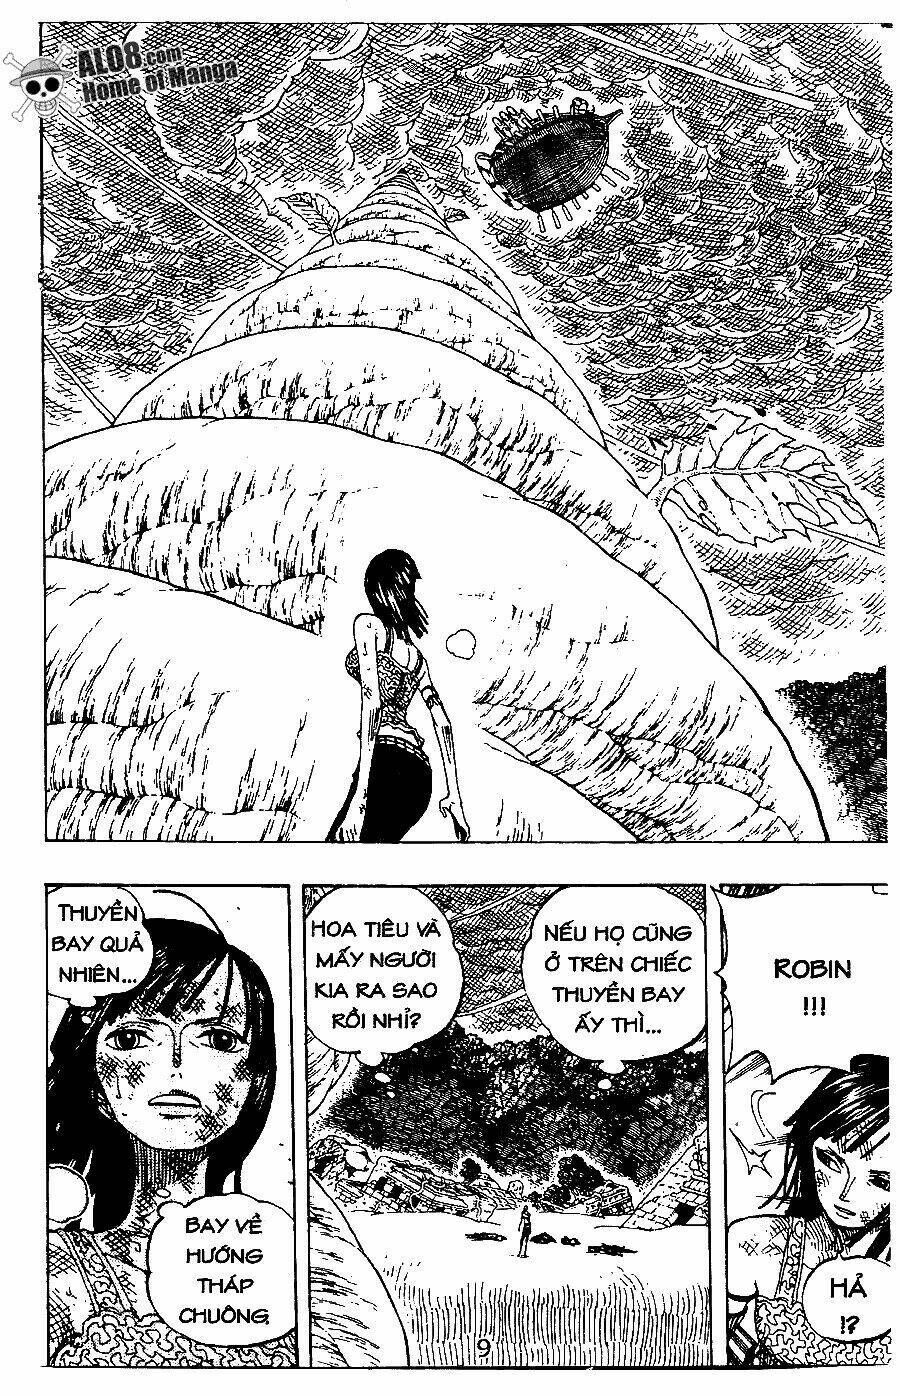 ALO8.com
Home of Manga
THUYỀN
BAY QUẢ
NHIÊN...
BAY VỀ
HƯỚNG
THÁP
CHUÔNG.
HOA TIÊU VÀ
MẤY NGƯỜI
KIA RA SAO
RỒI NHỈ?
NẾU HỌ CŨNG
Ở TRÊN CHIẾC
THUYỀN BAY
ẤY THÌ...
ROBIN
!!!
HẢ
!?
9